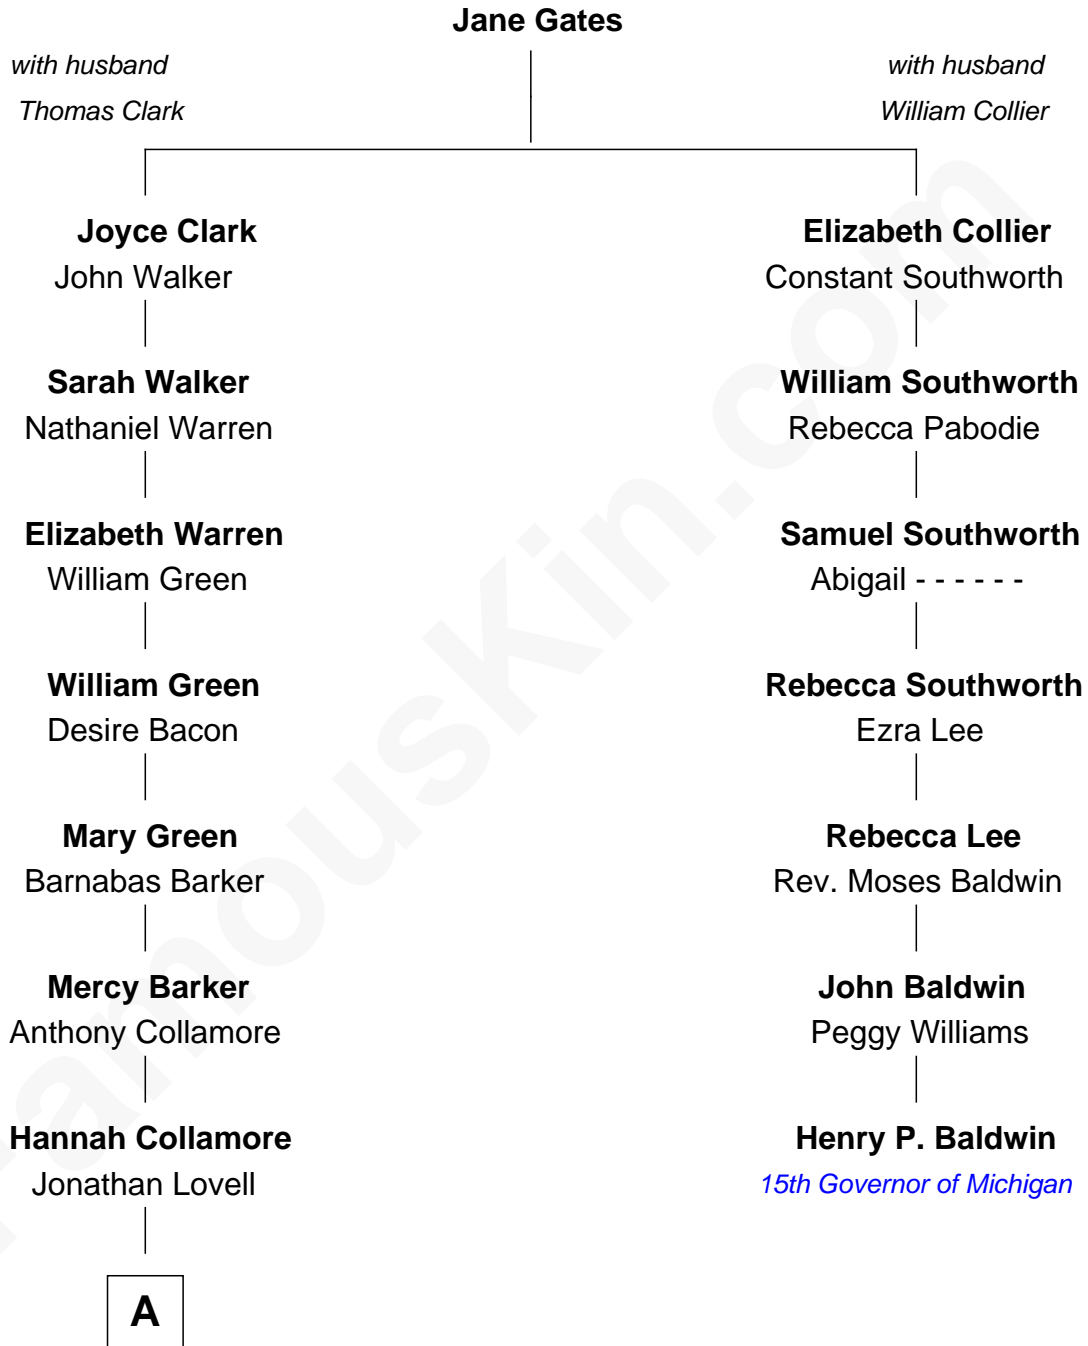 Jane Gates
with husband
Thomas Clark
with husband
William Collier
Joyce Clark
John Walker
Sarah Walker
Nathaniel Warren
Elizabeth Warren
William Green
William Green
Desire Bacon
Mary Green
Barnabas Barker
Mercy Barker
Anthony Collamore
Hannah Collamore
Jonathan Lovell
A
Elizabeth Collier
Constant Southworth
William Southworth
Rebecca Pabodie
Samuel Southworth
Abigail - - - - - -
Rebecca Southworth
Ezra Lee
Rebecca Lee
Rev. Moses Baldwin
John Baldwin
Peggy Williams
Henry P. Baldwin
15th Governor of Michigan
FamousKin.com